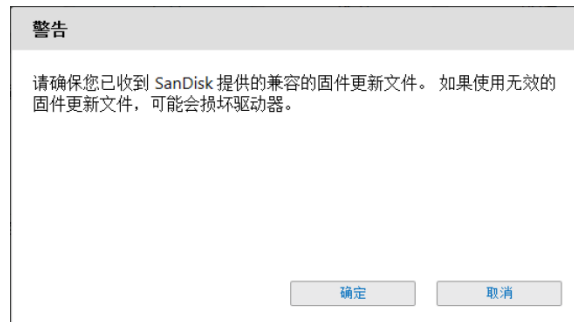 警告
请确保您已收到 SanDisk 提供的兼容的固件更新文件。 如果使用无效的
固件更新文件，可能会损坏驱动器。
确定
取消